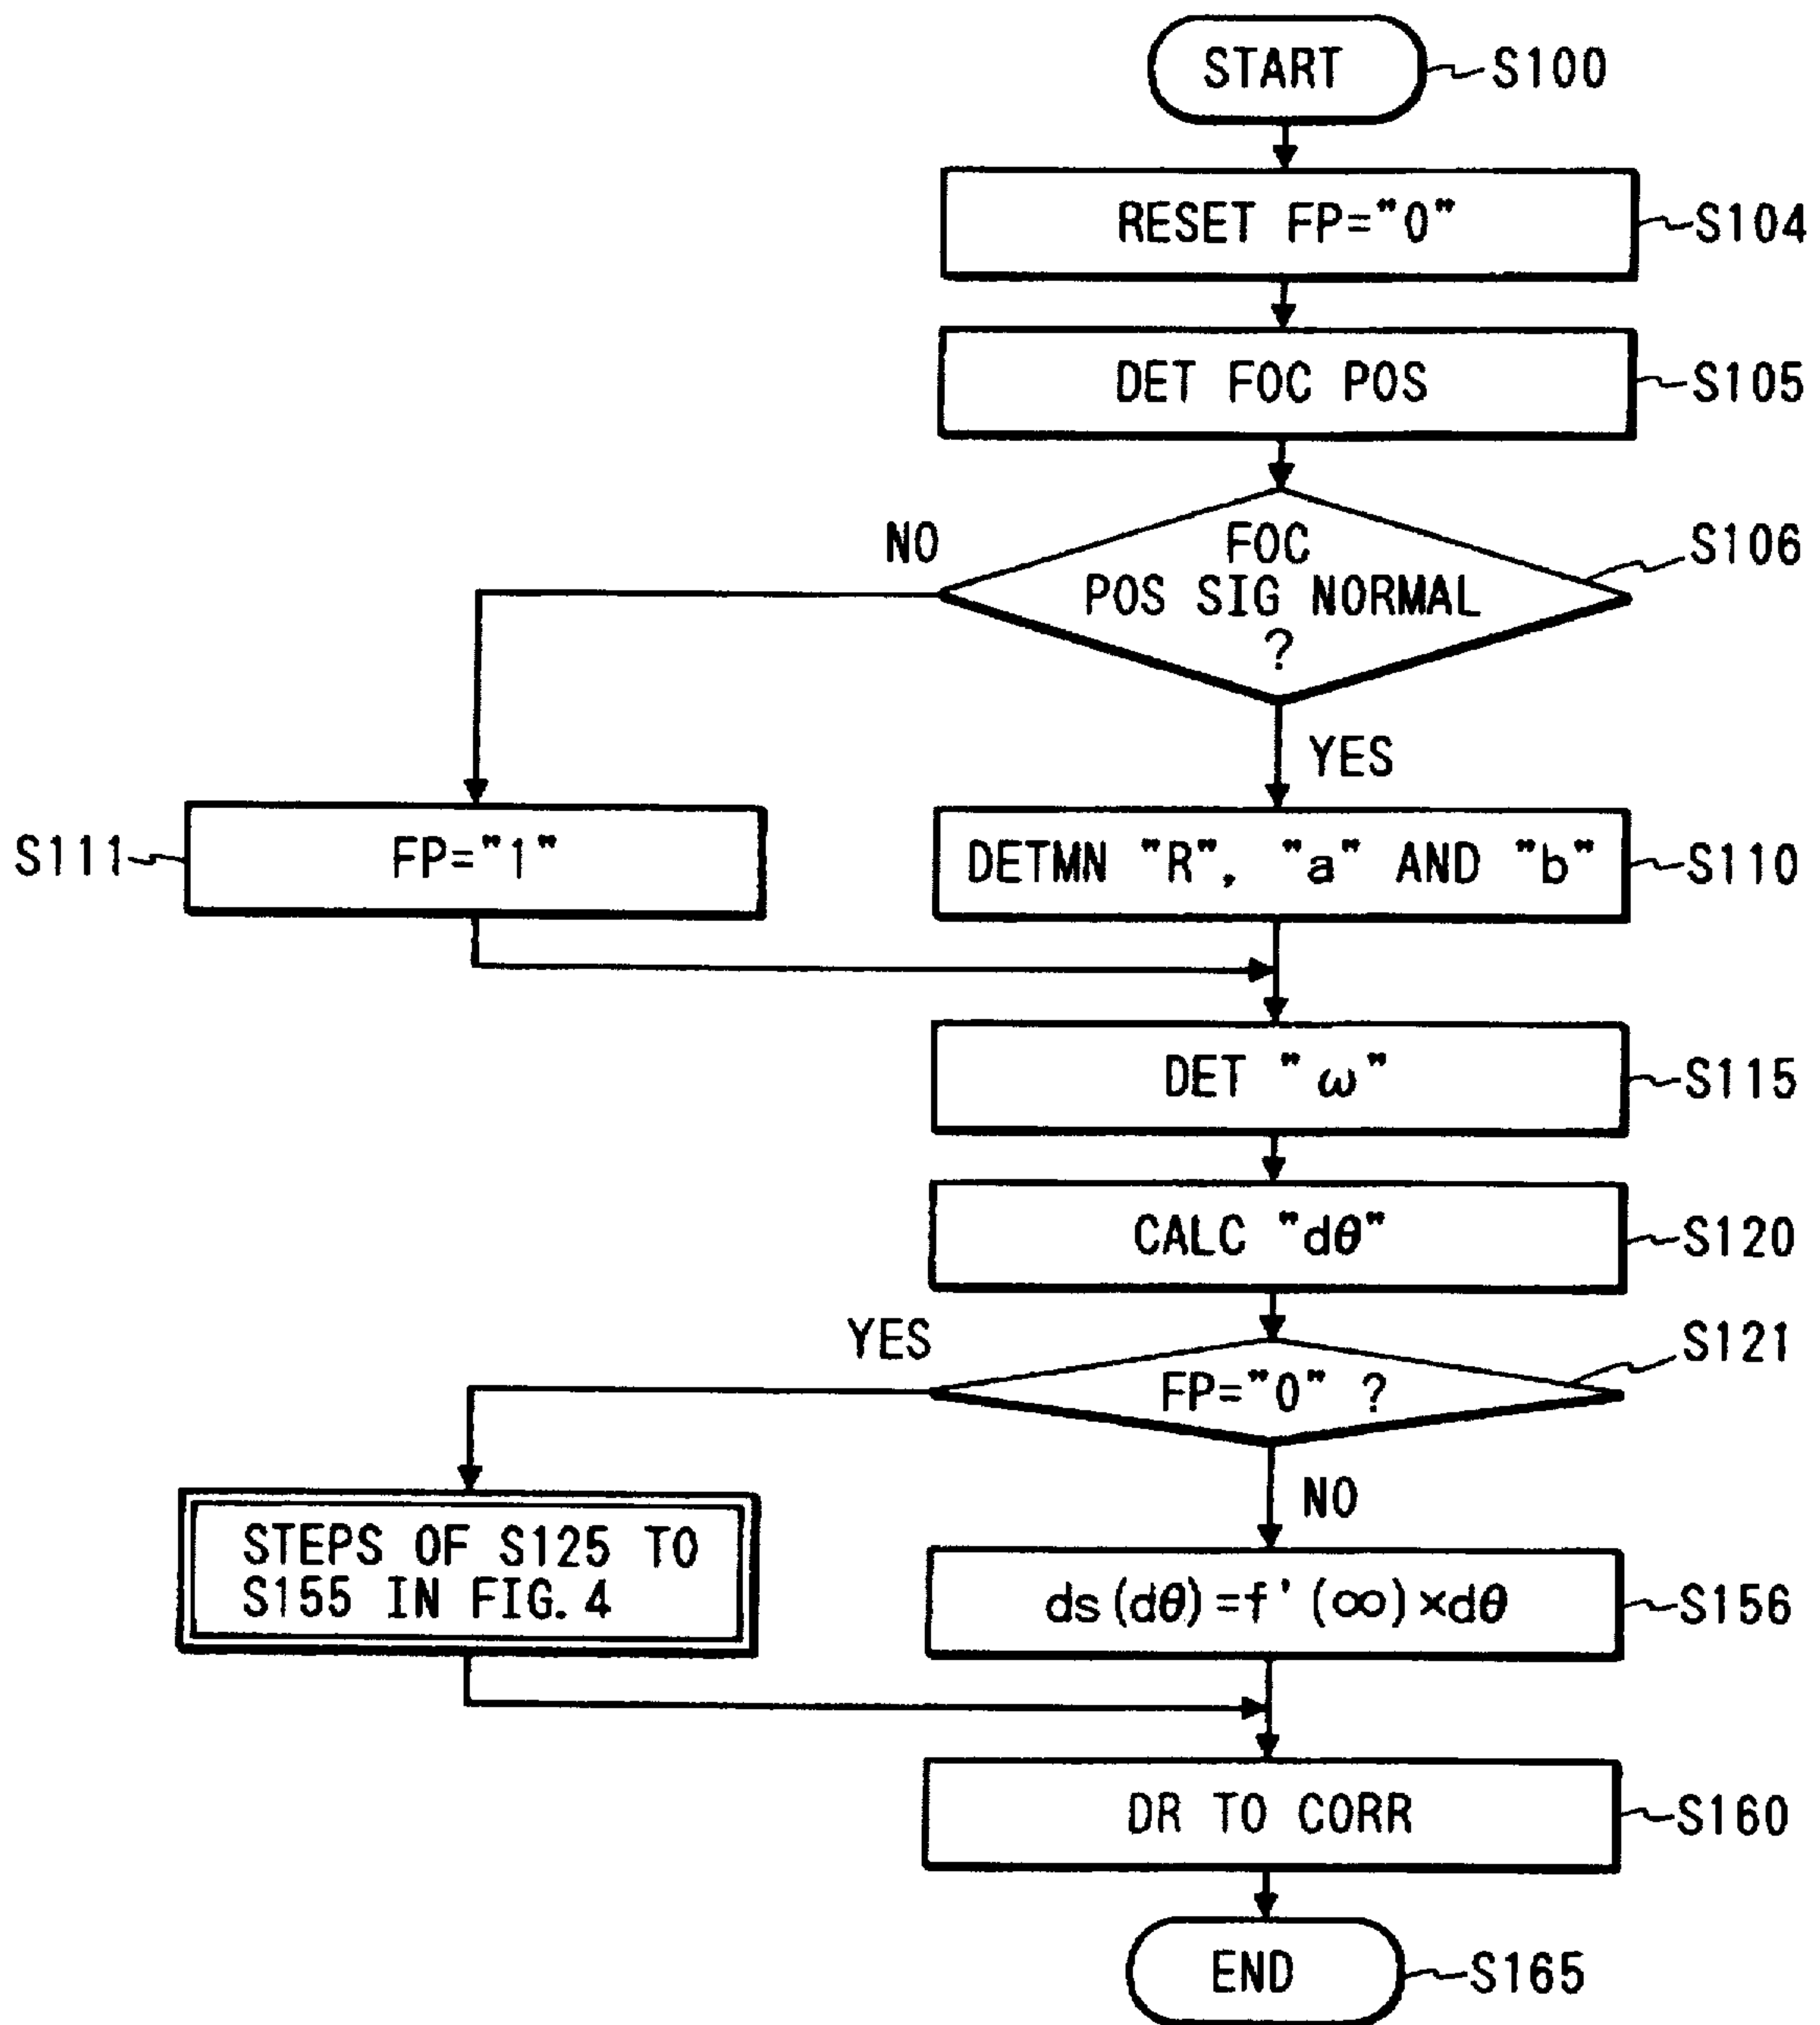 START
S100
RESET FP="0"
S104
DET FOC POS
S105
NO
FOC
POS SIG NORMAL
?
S106
YES
S111
FP="1"
DETMN "R", "a" AND "b"
S110
DET "ω"
S115
CALC "dθ"
S120
YES
FP="0" ?
S121
STEPS OF S125 TO
S155 IN FIG.4
NO
ds(dθ)=f'(∞)×dθ
S156
DR TO CORR
S160
END
S165